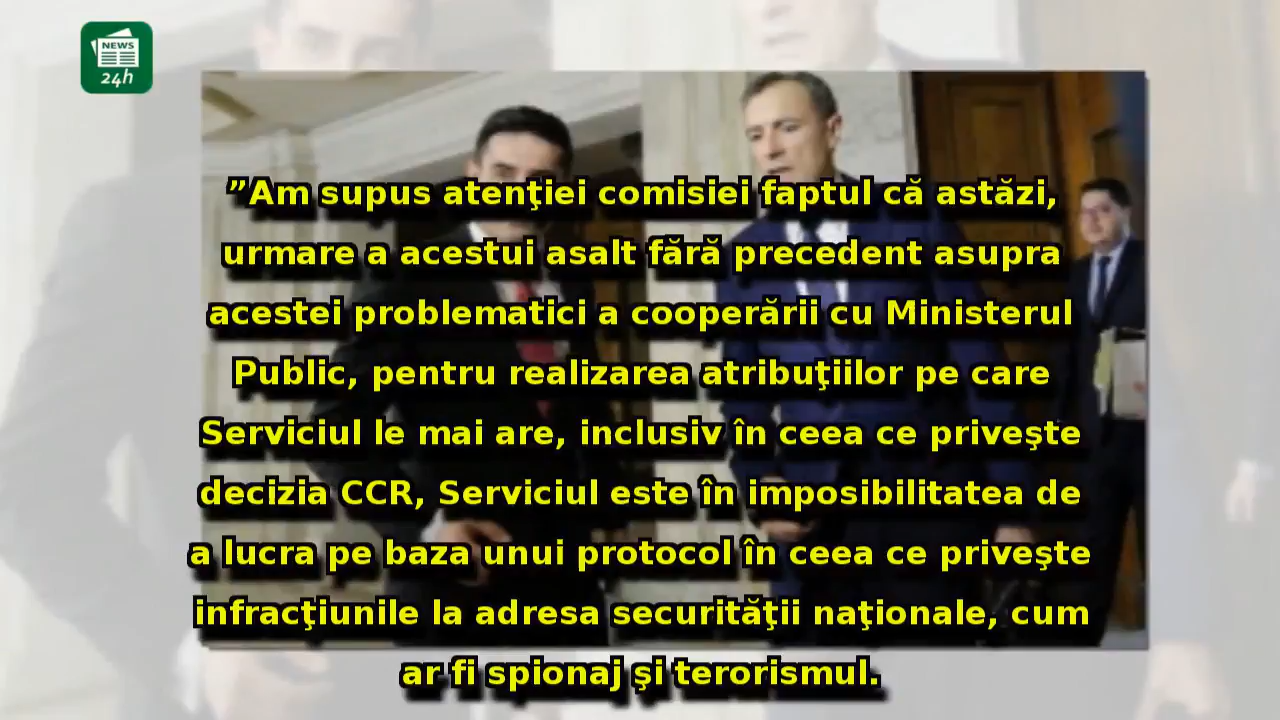 NEWS
24h
”Am supus atenţiei comisiei faptul că astăzi,
urmare a acestui asalt fără precedent asupra
acestei problematici a cooperării cu Ministerul
Public, pentru realizarea atribuţiilor pe care
Serviciul le mai are, inclusiv în ceea ce priveşte
decizia CCR, Serviciul este în imposibilitatea de
a lucra pe baza unui protocol în ceea ce priveşte
infracţiunile la adresa securităţii naţionale, cum
ar fi spionaj şi terorismul.